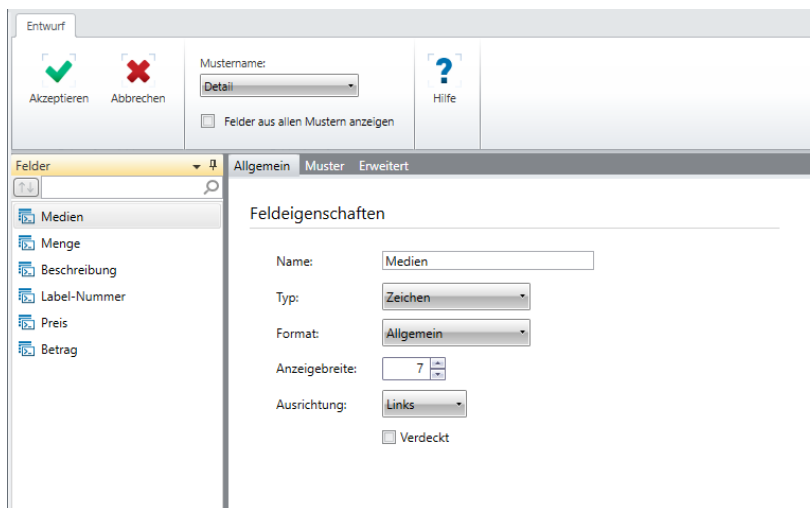 Entwurf
Akzeptieren
Abbrechen
Mustername:
Detail
Felder aus allen Mustern anzeigen
Hilfe
Felder
Medien
Menge
Beschreibung
Label-Nummer
Preis
Betrag
Allgemein Muster Erweitert
Feldeigenschaften
Name: Medien
Typ: Zeichen
Format: Allgemein
Anzeigebreite: 7
Ausrichtung: Links
Verdeckt